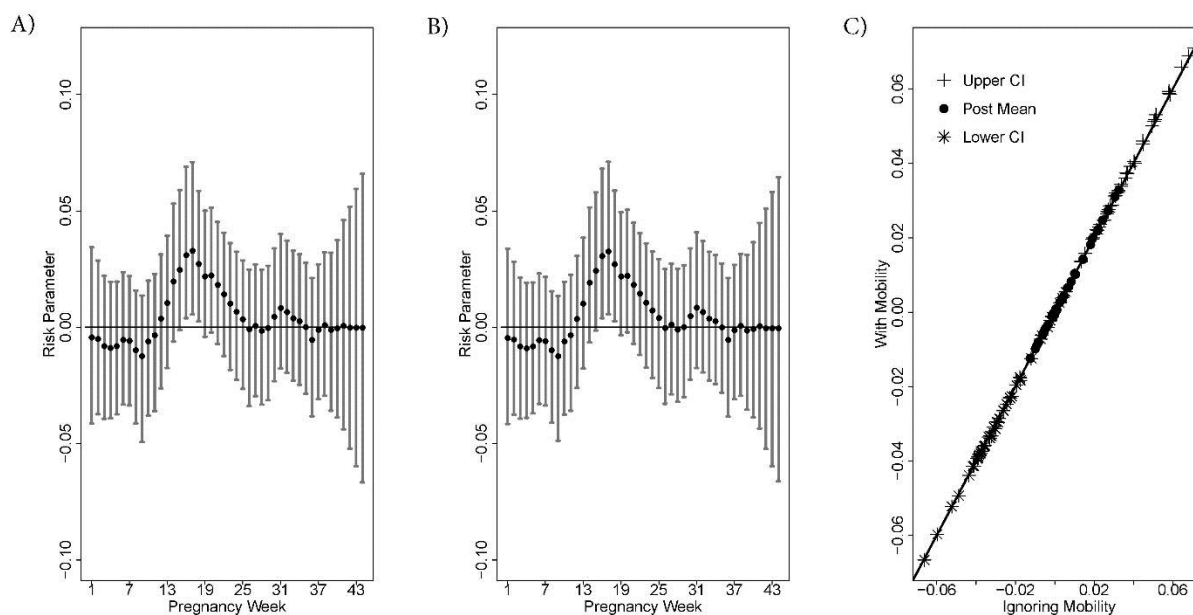 A)
0.10
0.05
0.00
−0.05
−0.10
Risk Parameter
1 7 13 19 25 31 37 43
Pregnancy Week
B)
0.10
0.05
0.00
−0.05
−0.10
Risk Parameter
1 7 13 19 25 31 37 43
Pregnancy Week
C)
Upper CI
Post Mean
Lower CI
0.06
0.04
0.02
0.00
−0.02
−0.04
−0.06
With Mobility
−0.06 −0.02 0.02 0.06
Ignoring Mobility